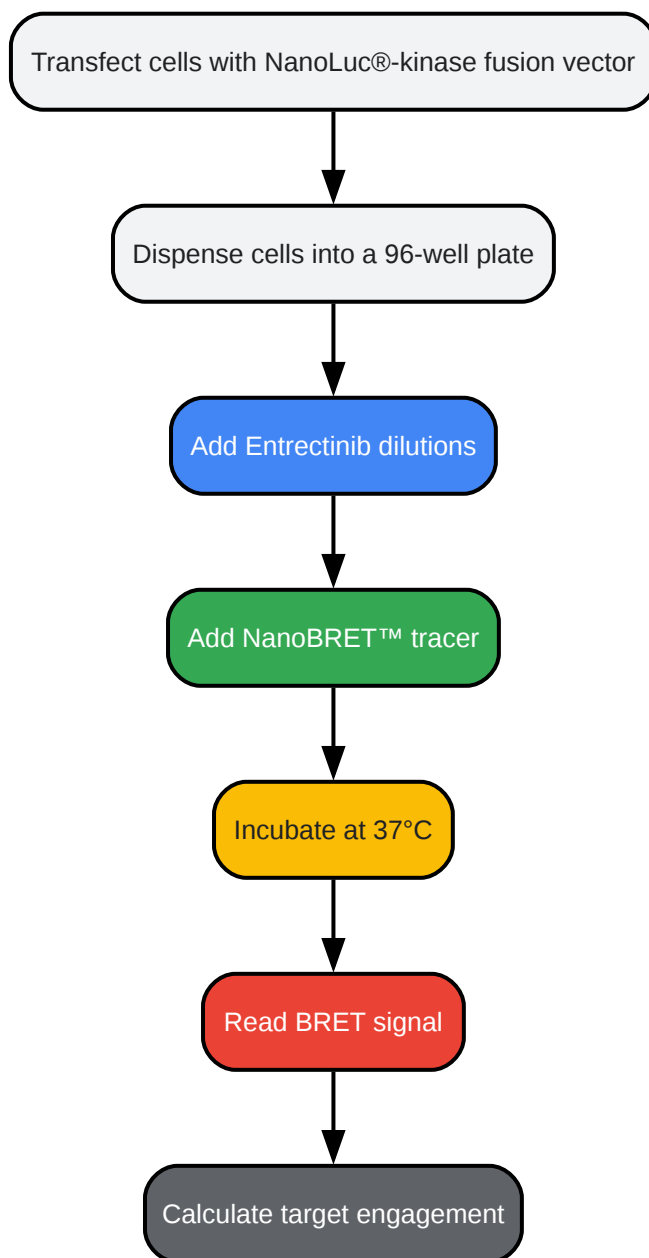 Transfect cells with NanoLuc®-kinase fusion vector
Dispense cells into a 96-well plate
Add Entrectinib dilutions
Add NanoBRET™ tracer
Incubate at 37°C
Read BRET signal
Calculate target engagement